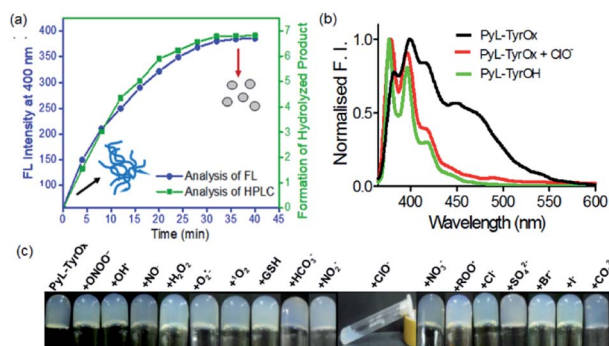 (a)
FL Intensity at 400 nm
350
300
250
200
150
100
0 5 10 15 20 25 30 35 40 45
Time (min)
7
6
5
4
3
2
1
0
Formation of Hydrolyzed Product
Analysis of FL
Analysis of HPLC
(b)
Normalised F. I.
1.0
0.5
0.0
400 450 500 550 600
Wavelength (nm)
PyL-TyrOx
PyL-TyrOx + ClO⁻
PyL-TyrOH
(c)
PyL-TyrOx +ONOO⁻ +OH· +NO· +H₂O₂ +O₂·⁻ +¹O₂ +GSH +HCO₃⁻ +NO₂⁻ +ClO⁻ +NO₃⁻ +ROO· +Cl⁻ +SO₄²⁻ +Br⁻ +I⁻